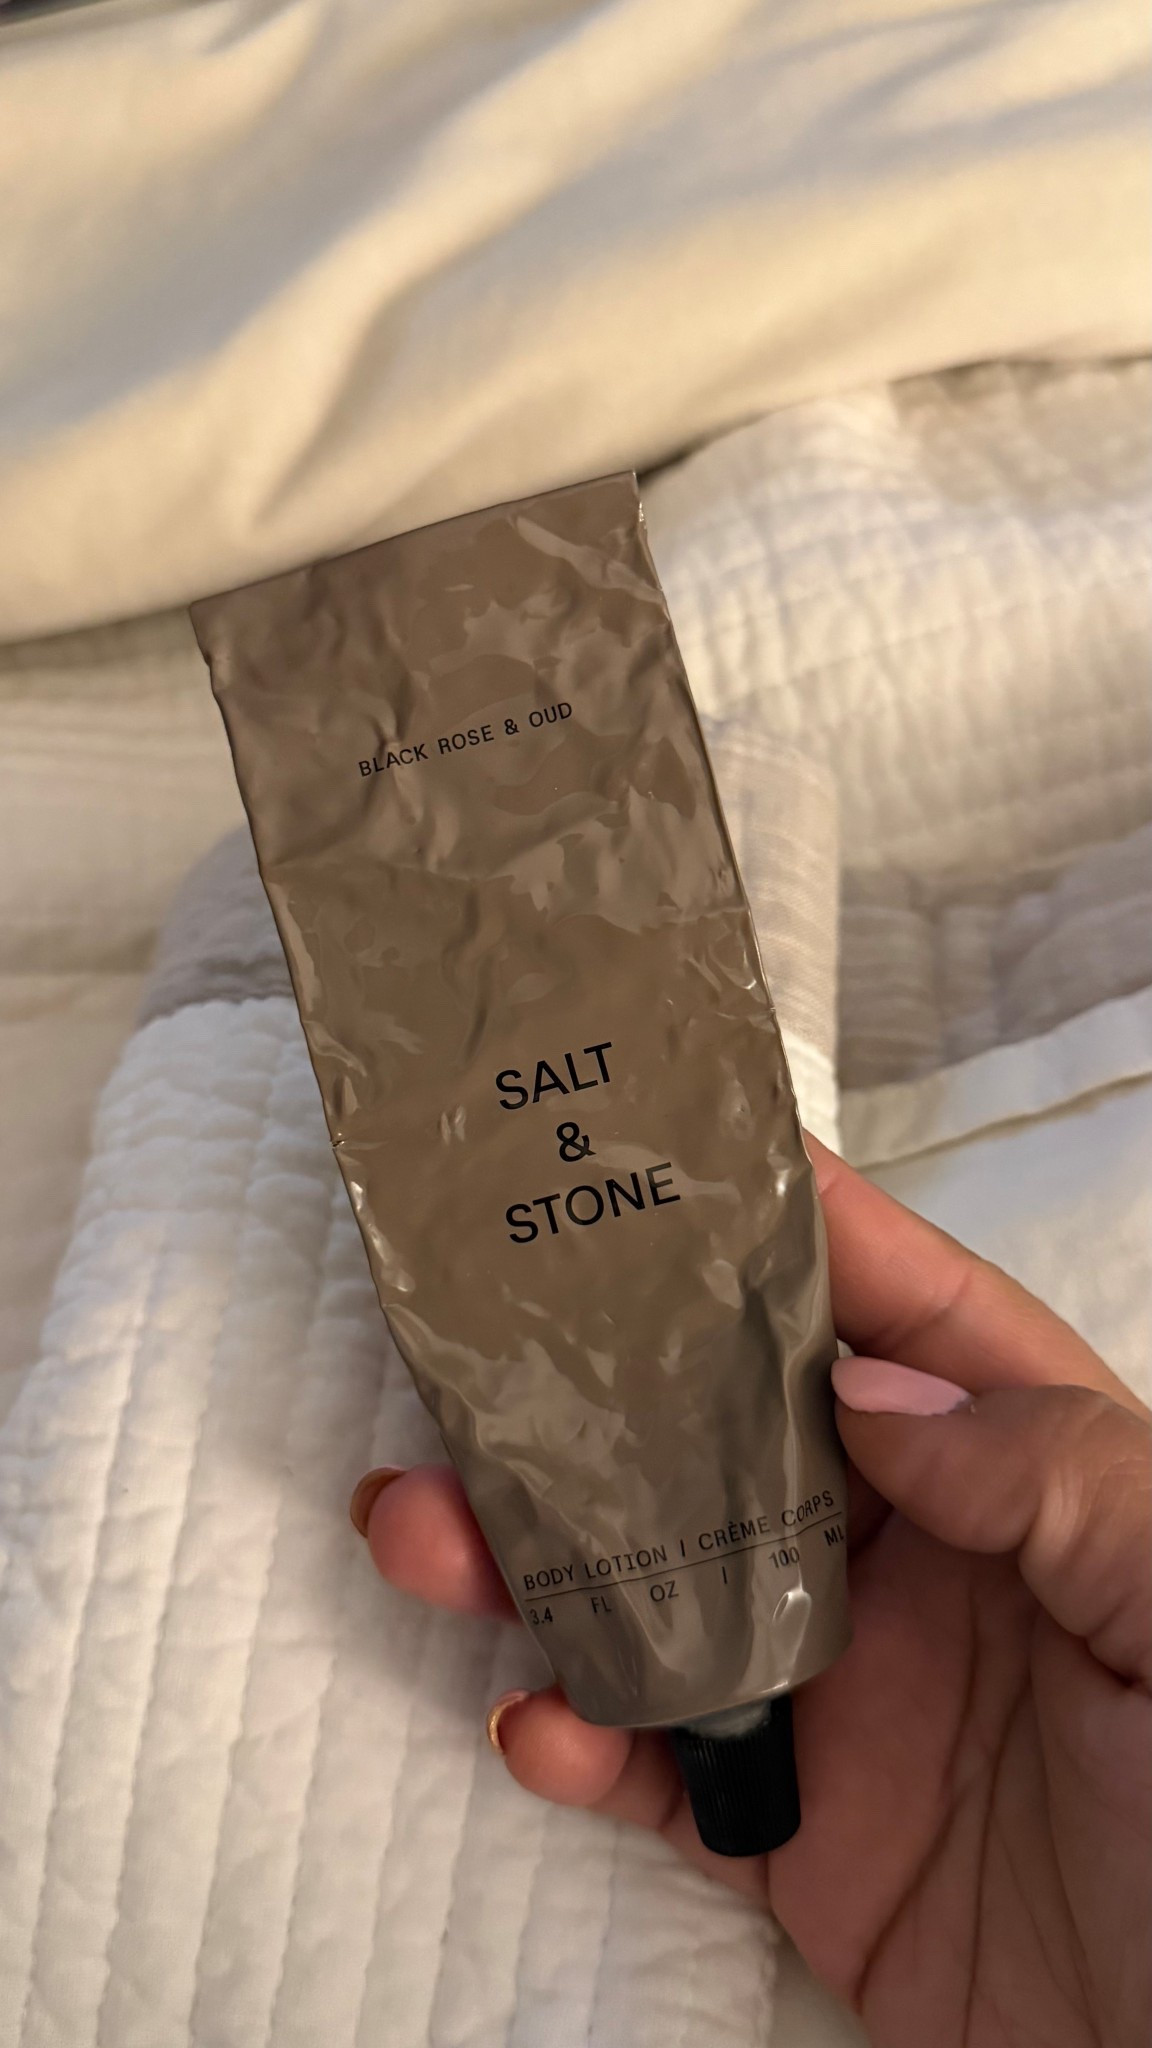 BLACK ROSE & OUD
SALT
&
STONE
BODY LOTION | CRÈME CORPS
3.4 FL OZ | 100 ML